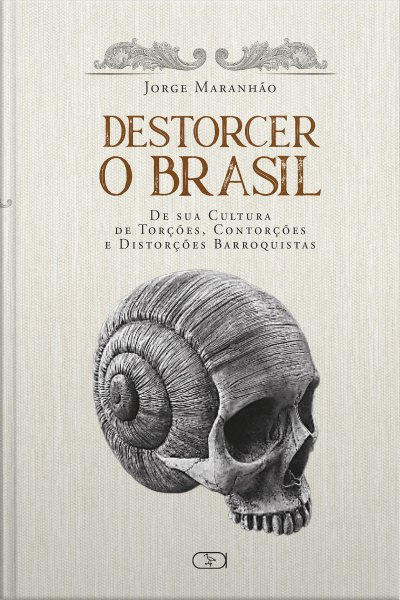 Jorge Maranhão
DESTORCER
O BRASIL
De sua Cultura
de Torções, Contorções
e Distorções Barroquistas